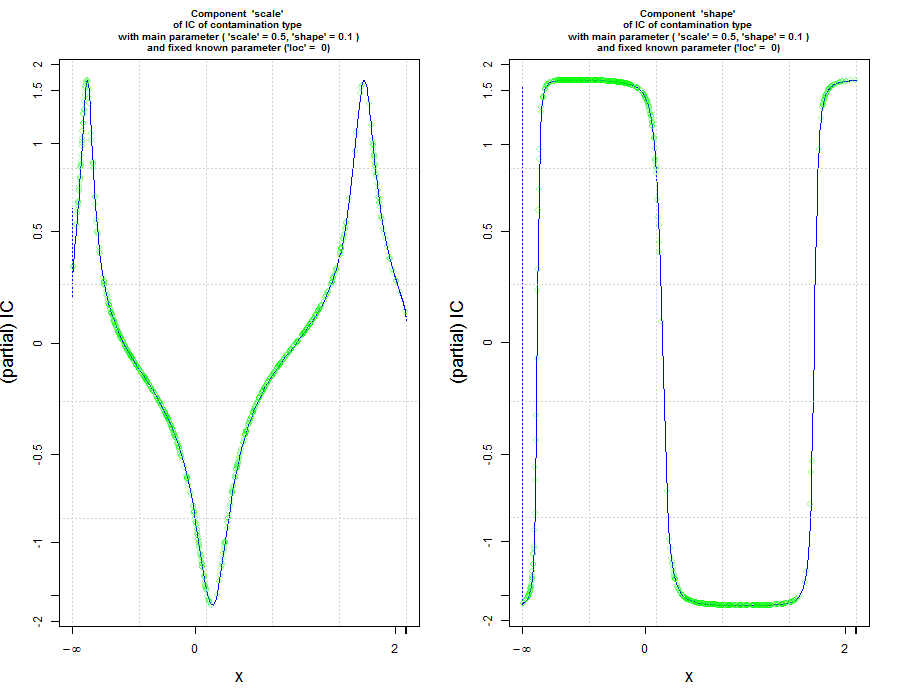 Component 'scale'
of IC of contamination type
with main parameter ( 'scale' = 0.5, 'shape' = 0.1 )
and fixed known parameter ('loc' = 0)
2
1.5
1
0.5
0
-0.5
-1
-2
(partial) IC
−∞
0
2
x
Component 'shape'
of IC of contamination type
with main parameter ( 'scale' = 0.5, 'shape' = 0.1 )
and fixed known parameter ('loc' = 0)
2
1.5
1
0.5
0
-0.5
-1
-2
(partial) IC
−∞
0
2
x